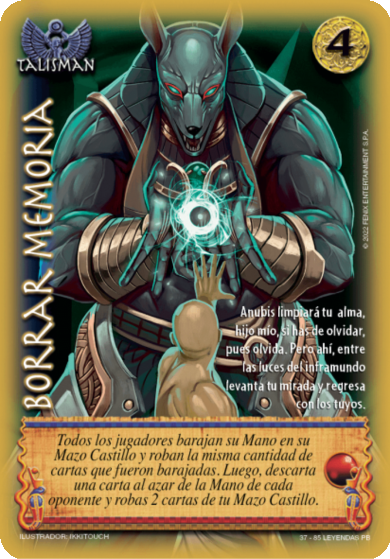 TALISMAN
4
BORRAR MEMORIA
© 2022 FENIX ENTERTAINMENT S.P.A.
Anubis limpiará tu alma,
hijo mío, si has de olvidar,
pues olvida. Pero ahí, entre
las luces del inframundo
levanta tu mirada y regresa
con los tuyos.
Todos los jugadores barajan su Mano en su
Mazo Castillo y roban la misma cantidad de
cartas que fueron barajadas. Luego, descarta
una carta al azar de la Mano de cada
oponente y robas 2 cartas de tu Mazo Castillo.
ILUSTRADOR: IKKITOUCH
37 - 85 LEYENDAS PB